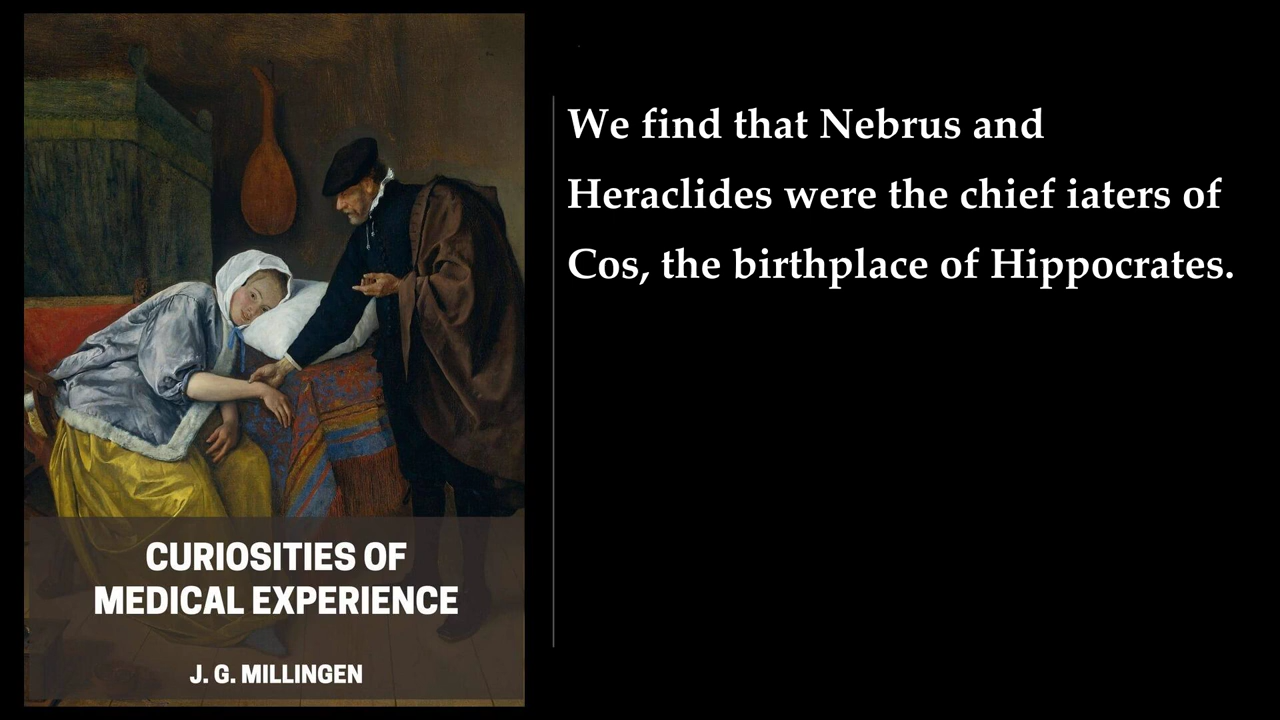 CURIOSITIES OF
MEDICAL EXPERIENCE
J. G. MILLINGEN
We find that Nebrus and
Heraclides were the chief iaters of
Cos, the birthplace of Hippocrates.